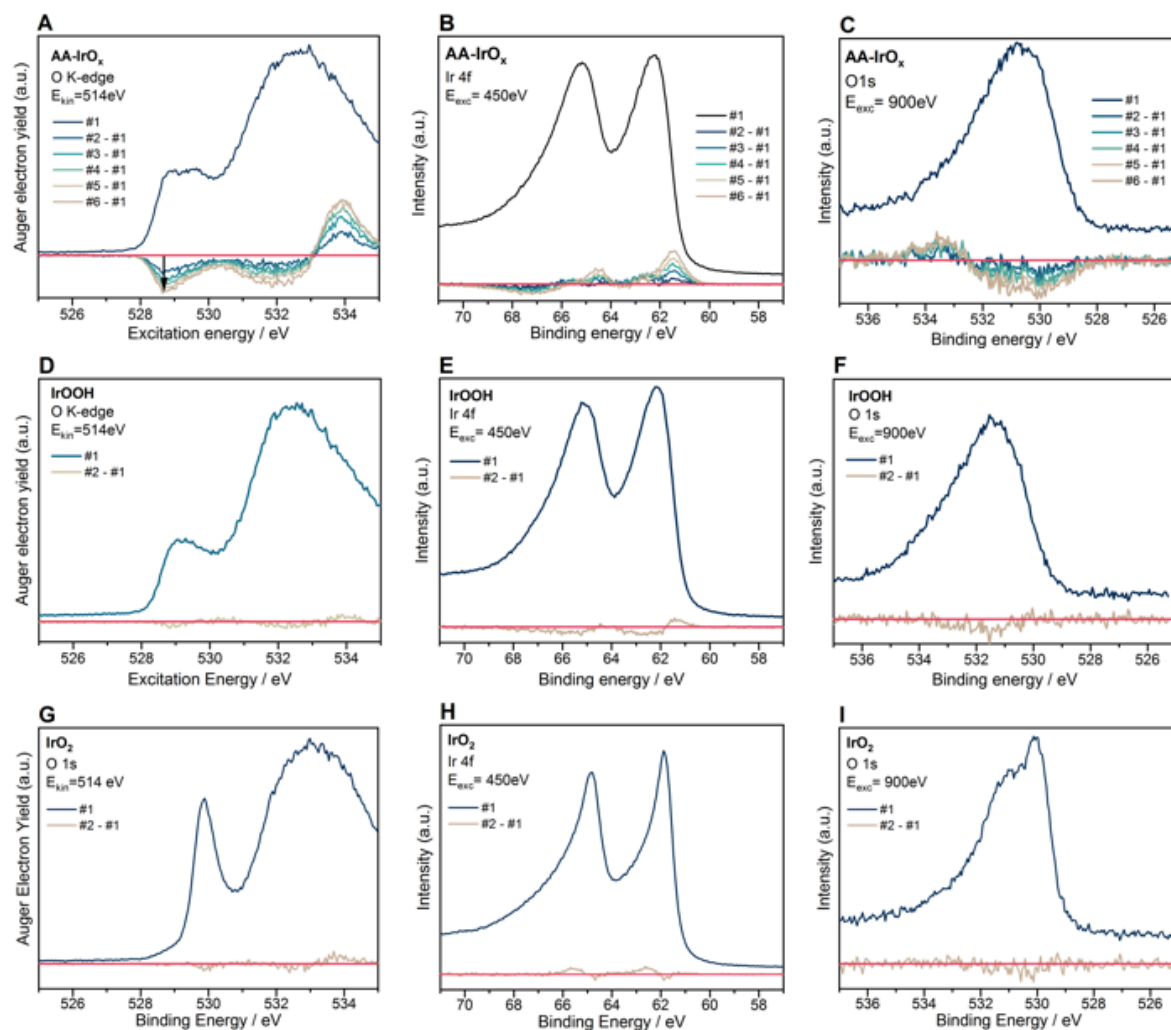 A
AA-IrOx
O K-edge
Ekin=514eV
#1
#2 - #1
#3 - #1
#4 - #1
#5 - #1
#6 - #1
Auger electron yield (a.u.)
526 528 530 532 534
Excitation energy / eV
B
AA-IrOx
Ir 4f
Eexc= 450eV
#1
#2 - #1
#3 - #1
#4 - #1
#5 - #1
#6 - #1
Intensity (a.u.)
70 68 66 64 62 60 58
Binding energy / eV
C
AA-IrOx
O1s
Eexc= 900eV
#1
#2 - #1
#3 - #1
#4 - #1
#5 - #1
#6 - #1
Intensity (a.u.)
536 534 532 530 528 526
Binding energy / eV
D
IrOOH
O K-edge
Ekin=514eV
#1
#2 - #1
Auger electron yield (a.u.)
526 528 530 532 534
Excitation Energy / eV
E
IrOOH
Ir 4f
Eexc= 450eV
#1
#2 - #1
Intensity (a.u.)
70 68 66 64 62 60 58
Binding energy / eV
F
IrOOH
O 1s
Eexc=900eV
#1
#2 - #1
Intensity (a.u.)
536 534 532 530 528 526
Binding energy / eV
G
IrO2
O 1s
Ekin=514 eV
#1
#2 - #1
Auger Electron Yield (a.u.)
526 528 530 532 534
Binding Energy / eV
H
IrO2
Ir 4f
Eexc= 450eV
#1
#2 - #1
Intensity (a.u.)
70 68 66 64 62 60 58
Binding Energy / eV
I
IrO2
O 1s
Eexc= 900eV
#1
#2 - #1
Intensity (a.u.)
536 534 532 530 528 526
Binding Energy / eV